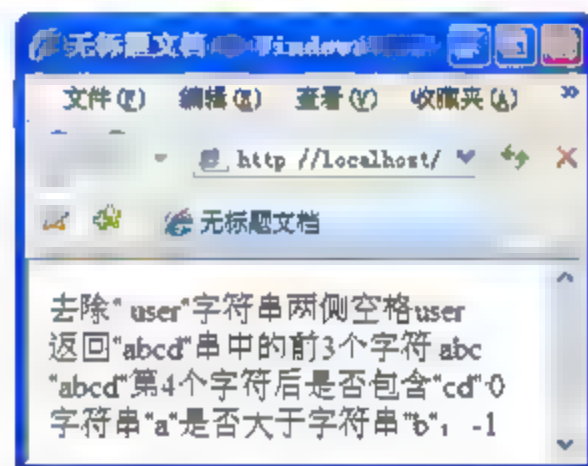 无标题文档 Windows
文件(F) 编辑(E) 查看(V) 收藏夹(A) »
http //localhost/
无标题文档
去除" user"字符串两侧空格user
返回"abcd"串中的前3个字符 abc
"abcd"第4个字符后是否包含"cd"0
字符串"a"是否大于字符串"b"：-1